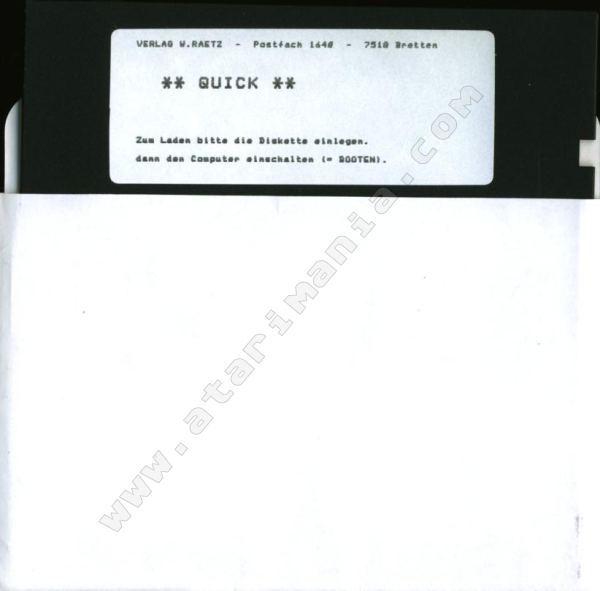 VERLAG W.RAETZ - Postfach 1640 - 7518 Bretten
** QUICK **
Zum Laden bitte die Diskette einlegen.
dann den Computer einschalten (= BOOTEN).
www.atarimania.com